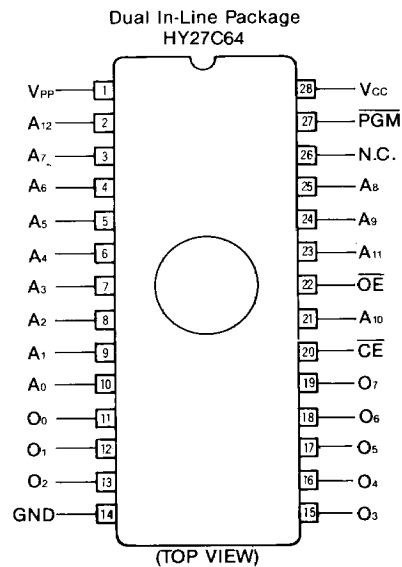 Dual In-Line Package
HY27C64
VPP 1 28 VCC
A12 2 27 P̅G̅M̅
A7 3 26 N.C.
A6 4 25 A8
A5 5 24 A9
A4 6 23 A11
A3 7 22 O̅E̅
A2 8 21 A10
A1 9 20 C̅E̅
A0 10 19 O7
O0 11 18 O6
O1 12 17 O5
O2 13 16 O4
GND 14 15 O3
(TOP VIEW)